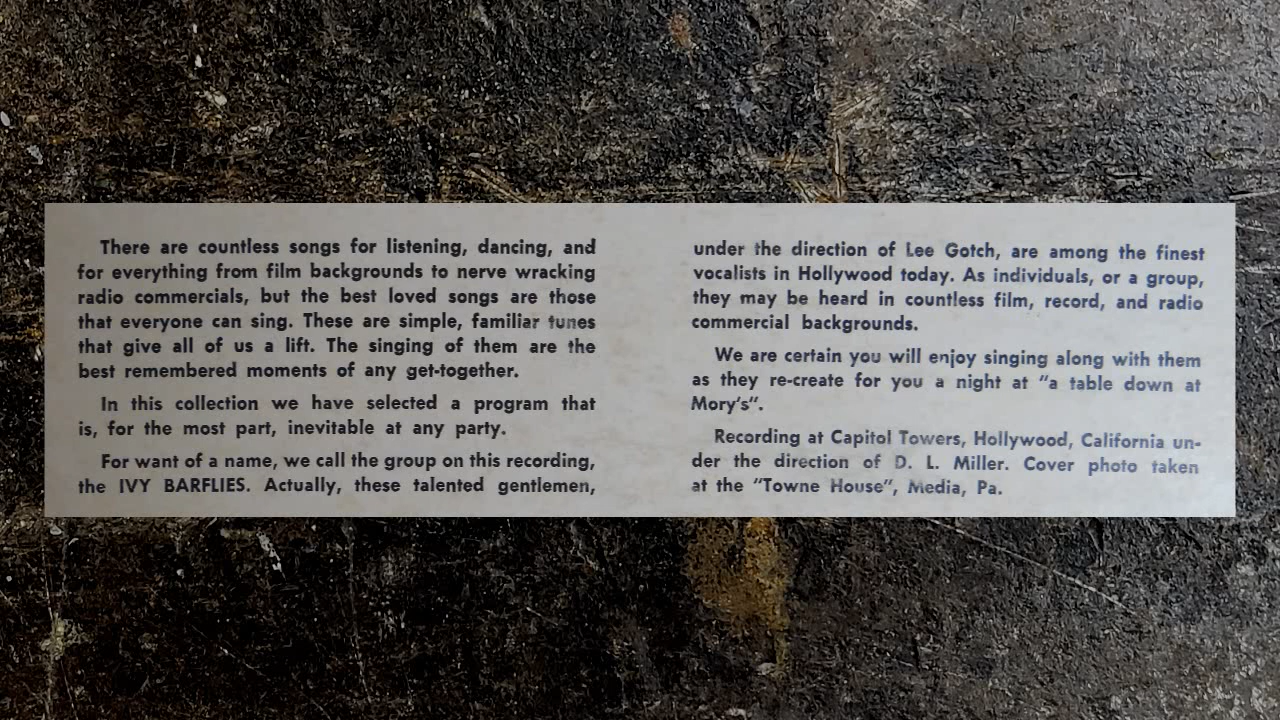 There are countless songs for listening, dancing, and
for everything from film backgrounds to nerve wracking
radio commercials, but the best loved songs are those
that everyone can sing. These are simple, familiar tunes
that give all of us a lift. The singing of them are the
best remembered moments of any get-together.
In this collection we have selected a program that
is, for the most part, inevitable at any party.
For want of a name, we call the group on this recording,
the IVY BARFLIES. Actually, these talented gentlemen,
under the direction of Lee Gotch, are among the finest
vocalists in Hollywood today. As individuals, or a group,
they may be heard in countless film, record, and radio
commercial backgrounds.
We are certain you will enjoy singing along with them
as they re-create for you a night at "a table down at
Mory's".
Recording at Capitol Towers, Hollywood, California un-
der the direction of D. L. Miller. Cover photo taken
at the "Towne House", Media, Pa.